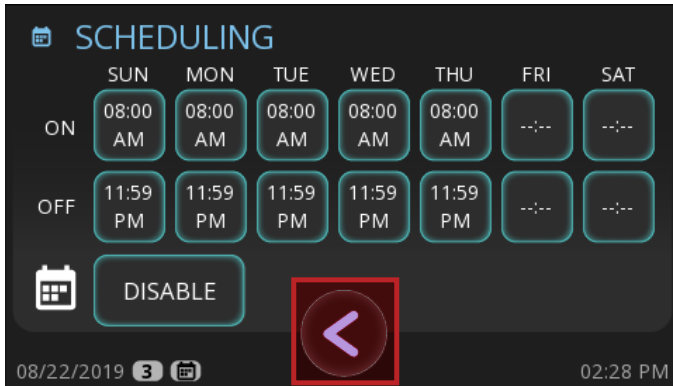 SCHEDULING
SUN MON TUE WED THU FRI SAT
ON 08:00 AM 08:00 AM 08:00 AM 08:00 AM 08:00 AM --:-- --:--
OFF 11:59 PM 11:59 PM 11:59 PM 11:59 PM 11:59 PM --:-- --:--
DISABLE
<
08/22/2019 3 02:28 PM